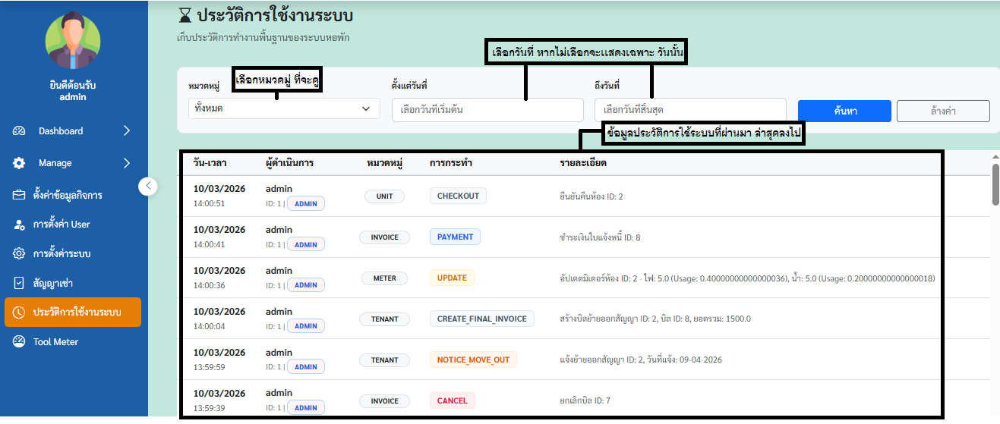 ประวัติการใช้งานระบบ
เก็บประวัติการทำงานพื้นฐานของระบบหอพัก
เลือกวันที่ หากไม่เลือกจะแสดงเฉพาะ วันนั้น
หมวดหมู่
เลือกหมวดมู่ ที่จะดู
ตั้งแต่วันที่
ถึงวันที่
ทั้งหมด
เลือกวันที่เริ่มต้น
เลือกวันที่สิ้นสุด
ค้นหา
ล้างค่า
ข้อมูลประวัติการใช้ระบบที่ผ่านมา ล่าสุดลงไป
ยินดีต้อนรับ
admin
Dashboard
Manage
ตั้งค่าข้อมูลกิจการ
การตั้งค่า User
การตั้งค่าระบบ
สัญญาเช่า
ประวัติการใช้งานระบบ
Tool Meter
วัน-เวลา ผู้ดำเนินการ หมวดหมู่ การกระทำ รายละเอียด
10/03/2026 admin
14:00:51 ID: 1 | ADMIN UNIT CHECKOUT ยืนยันคืนห้อง ID: 2
10/03/2026 admin
14:00:41 ID: 1 | ADMIN INVOICE PAYMENT ชำระเงินใบแจ้งหนี้ ID: 8
10/03/2026 admin
14:00:36 ID: 1 | ADMIN METER UPDATE อัปเดตมิเตอร์ห้อง ID: 2 - ไฟ: 5.0 (Usage: 0.40000000000000036), น้ำ: 5.0 (Usage: 0.20000000000000018)
10/03/2026 admin
14:00:04 ID: 1 | ADMIN TENANT CREATE_FINAL_INVOICE สร้างบิลย้ายออกสัญญา ID: 2, บิล ID: 8, ยอดรวม: 1500.0
10/03/2026 admin
13:59:59 ID: 1 | ADMIN TENANT NOTICE_MOVE_OUT แจ้งย้ายออกสัญญา ID: 2, วันที่แจ้ง: 09-04-2026
10/03/2026 admin
13:59:39 ID: 1 | ADMIN INVOICE CANCEL ยกเลิกบิล ID: 7